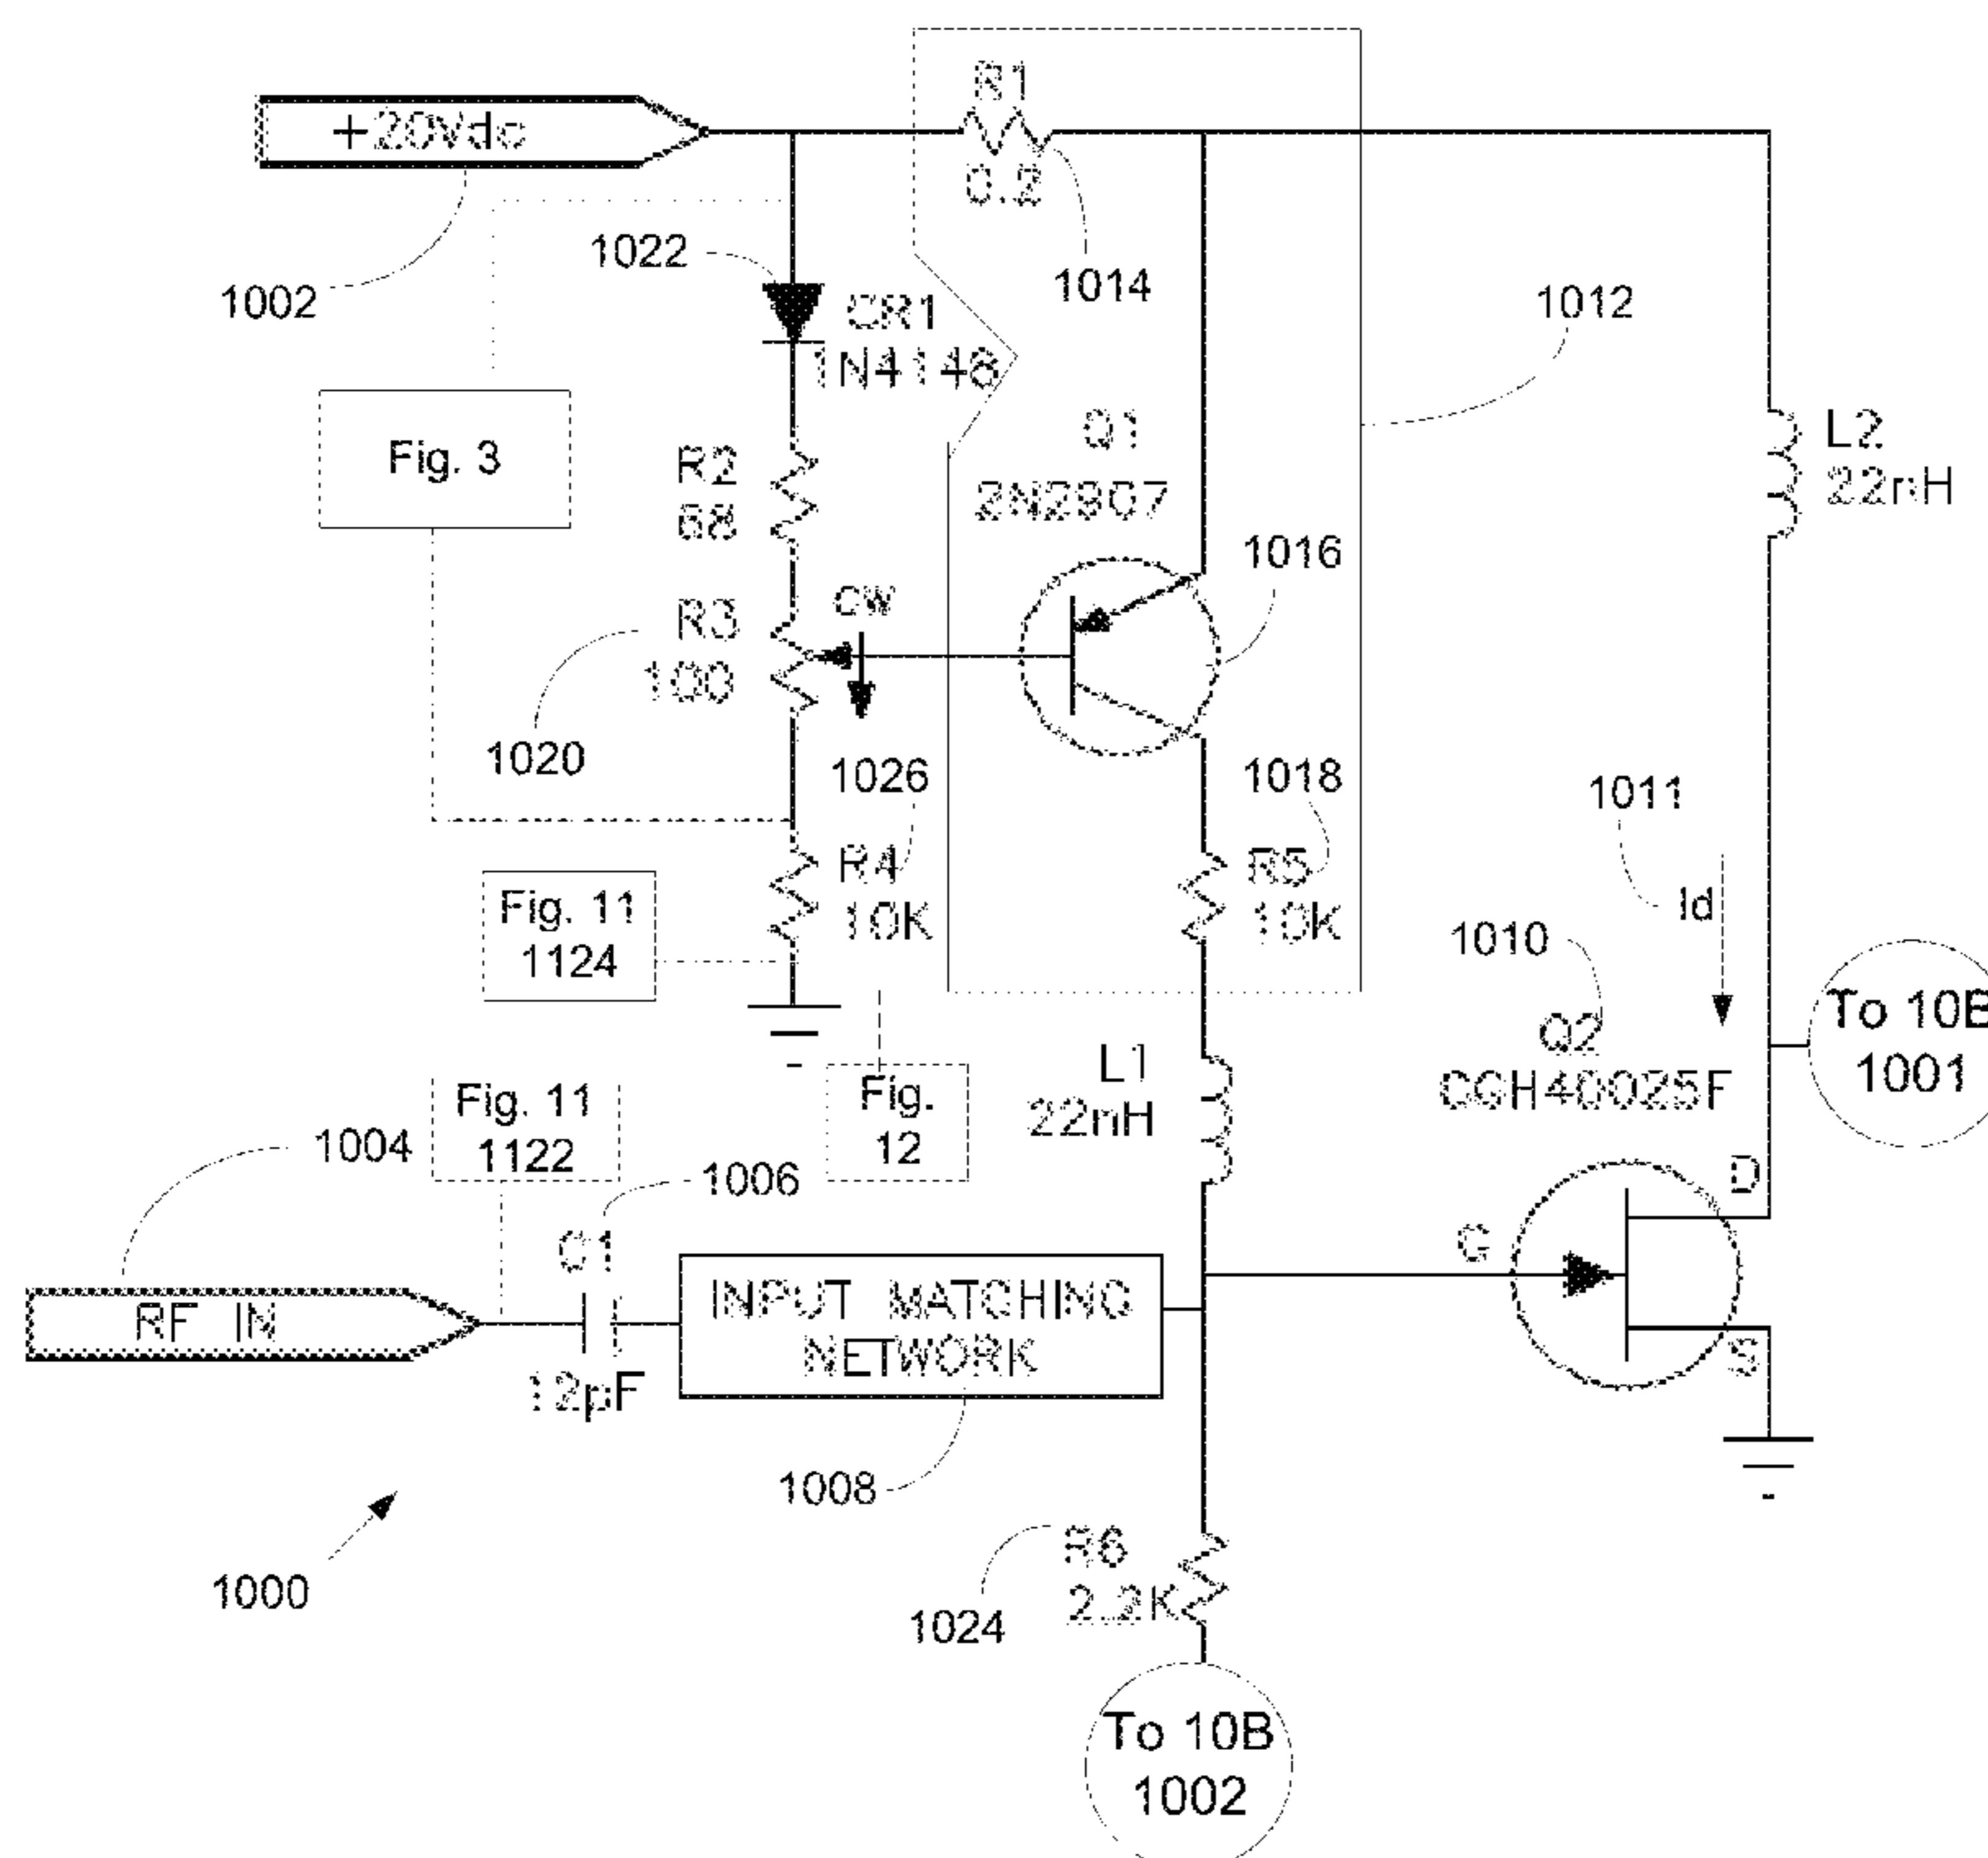 R1
+20Vdc
0.2
1022
1014
1002
1012
CR1
1N4148
Fig. 3
Q1
2N2907
L2
22nH
R2
68
1016
CW
R3
100
1020
1026
1018
1011
R4
10K
R5
10K
Id
Fig. 11
1124
1010
To 10B
1001
Q2
CGH40025F
L1
22nH
Fig. 11
1122
Fig.
12
1004
1006
D
C1
G
RF IN
INPUT MATCHING
NETWORK
S
12pF
1008
1000
R6
2.2K
1024
To 10B
1002